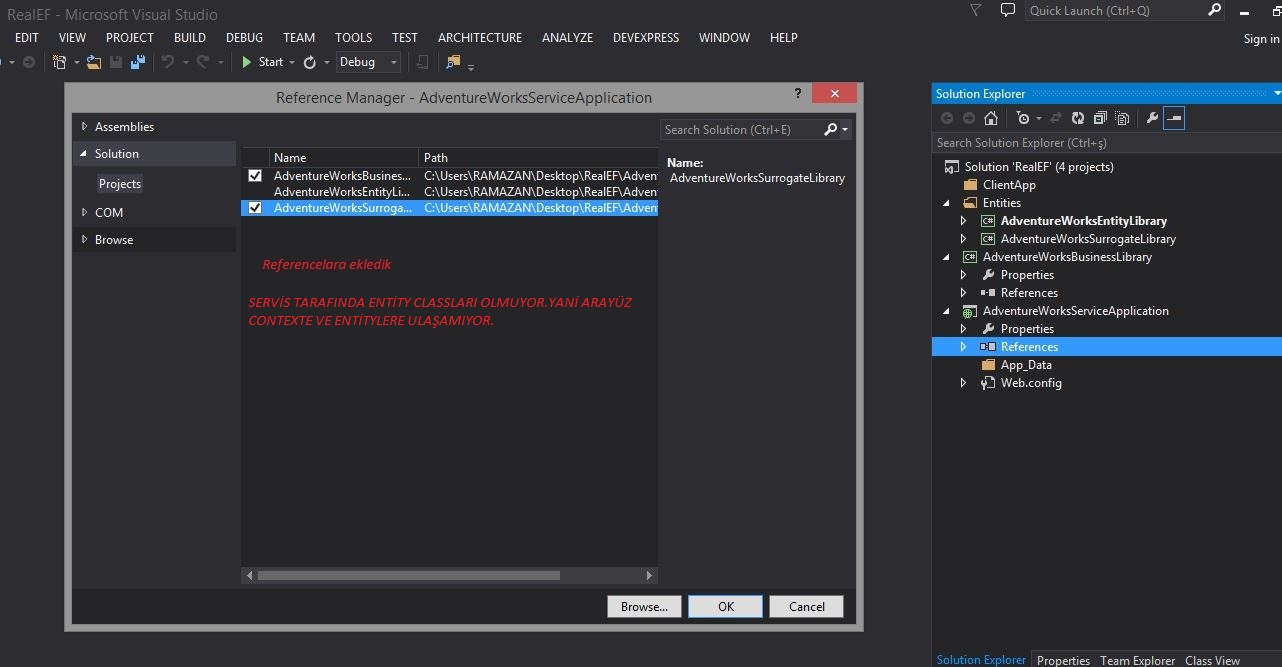 RealEF - Microsoft Visual Studio
Quick Launch (Ctrl+Q)
EDIT VIEW PROJECT BUILD DEBUG TEAM TOOLS TEST ARCHITECTURE ANALYZE DEVEXPRESS WINDOW HELP
Sign in
Start Debug
Reference Manager - AdventureWorksServiceApplication
? 
Assemblies
Solution
Projects
COM
Browse
Search Solution (Ctrl+E)
Name Path
AdventureWorksBusines... C:\Users\RAMAZAN\Desktop\RealEF\Adven
AdventureWorksEntityLi... C:\Users\RAMAZAN\Desktop\RealEF\Adven
AdventureWorksSurroga... C:\Users\RAMAZAN\Desktop\RealEF\Adven
Name:
AdventureWorksSurrogateLibrary
Referencelara ekledik
SERVİS TARAFINDA ENTİTY CLASSLARI OLMUYOR.YANİ ARAYÜZ
CONTEXTE VE ENTİTYLERE ULAŞAMIYOR.
Browse... OK Cancel
Solution Explorer
Search Solution Explorer (Ctrl+ş)
Solution 'RealEF' (4 projects)
ClientApp
Entities
C# AdventureWorksEntityLibrary
C# AdventureWorksSurrogateLibrary
C# AdventureWorksBusinessLibrary
Properties
References
AdventureWorksServiceApplication
Properties
References
App_Data
Web.config
Solution Explorer Properties Team Explorer Class View